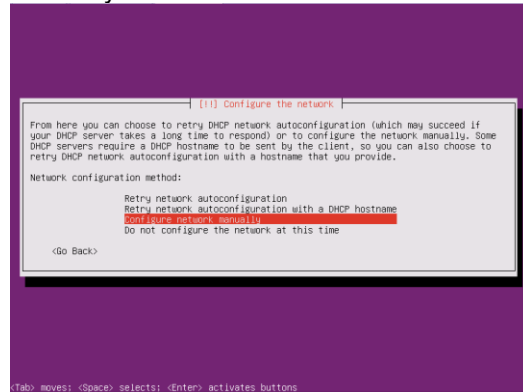 [!!] Configure the network
From here you can choose to retry DHCP network autoconfiguration (which may succeed if
your DHCP server takes a long time to respond) or to configure the network manually. Some
DHCP servers require a DHCP hostname to be sent by the client, so you can also choose to
retry DHCP network autoconfiguration with a hostname that you provide.
Network configuration method:
Retry network autoconfiguration
Retry network autoconfiguration with a DHCP hostname
Configure network manually
Do not configure the network at this time
<Go Back>
<Tab> moves; <Space> selects; <Enter> activates buttons